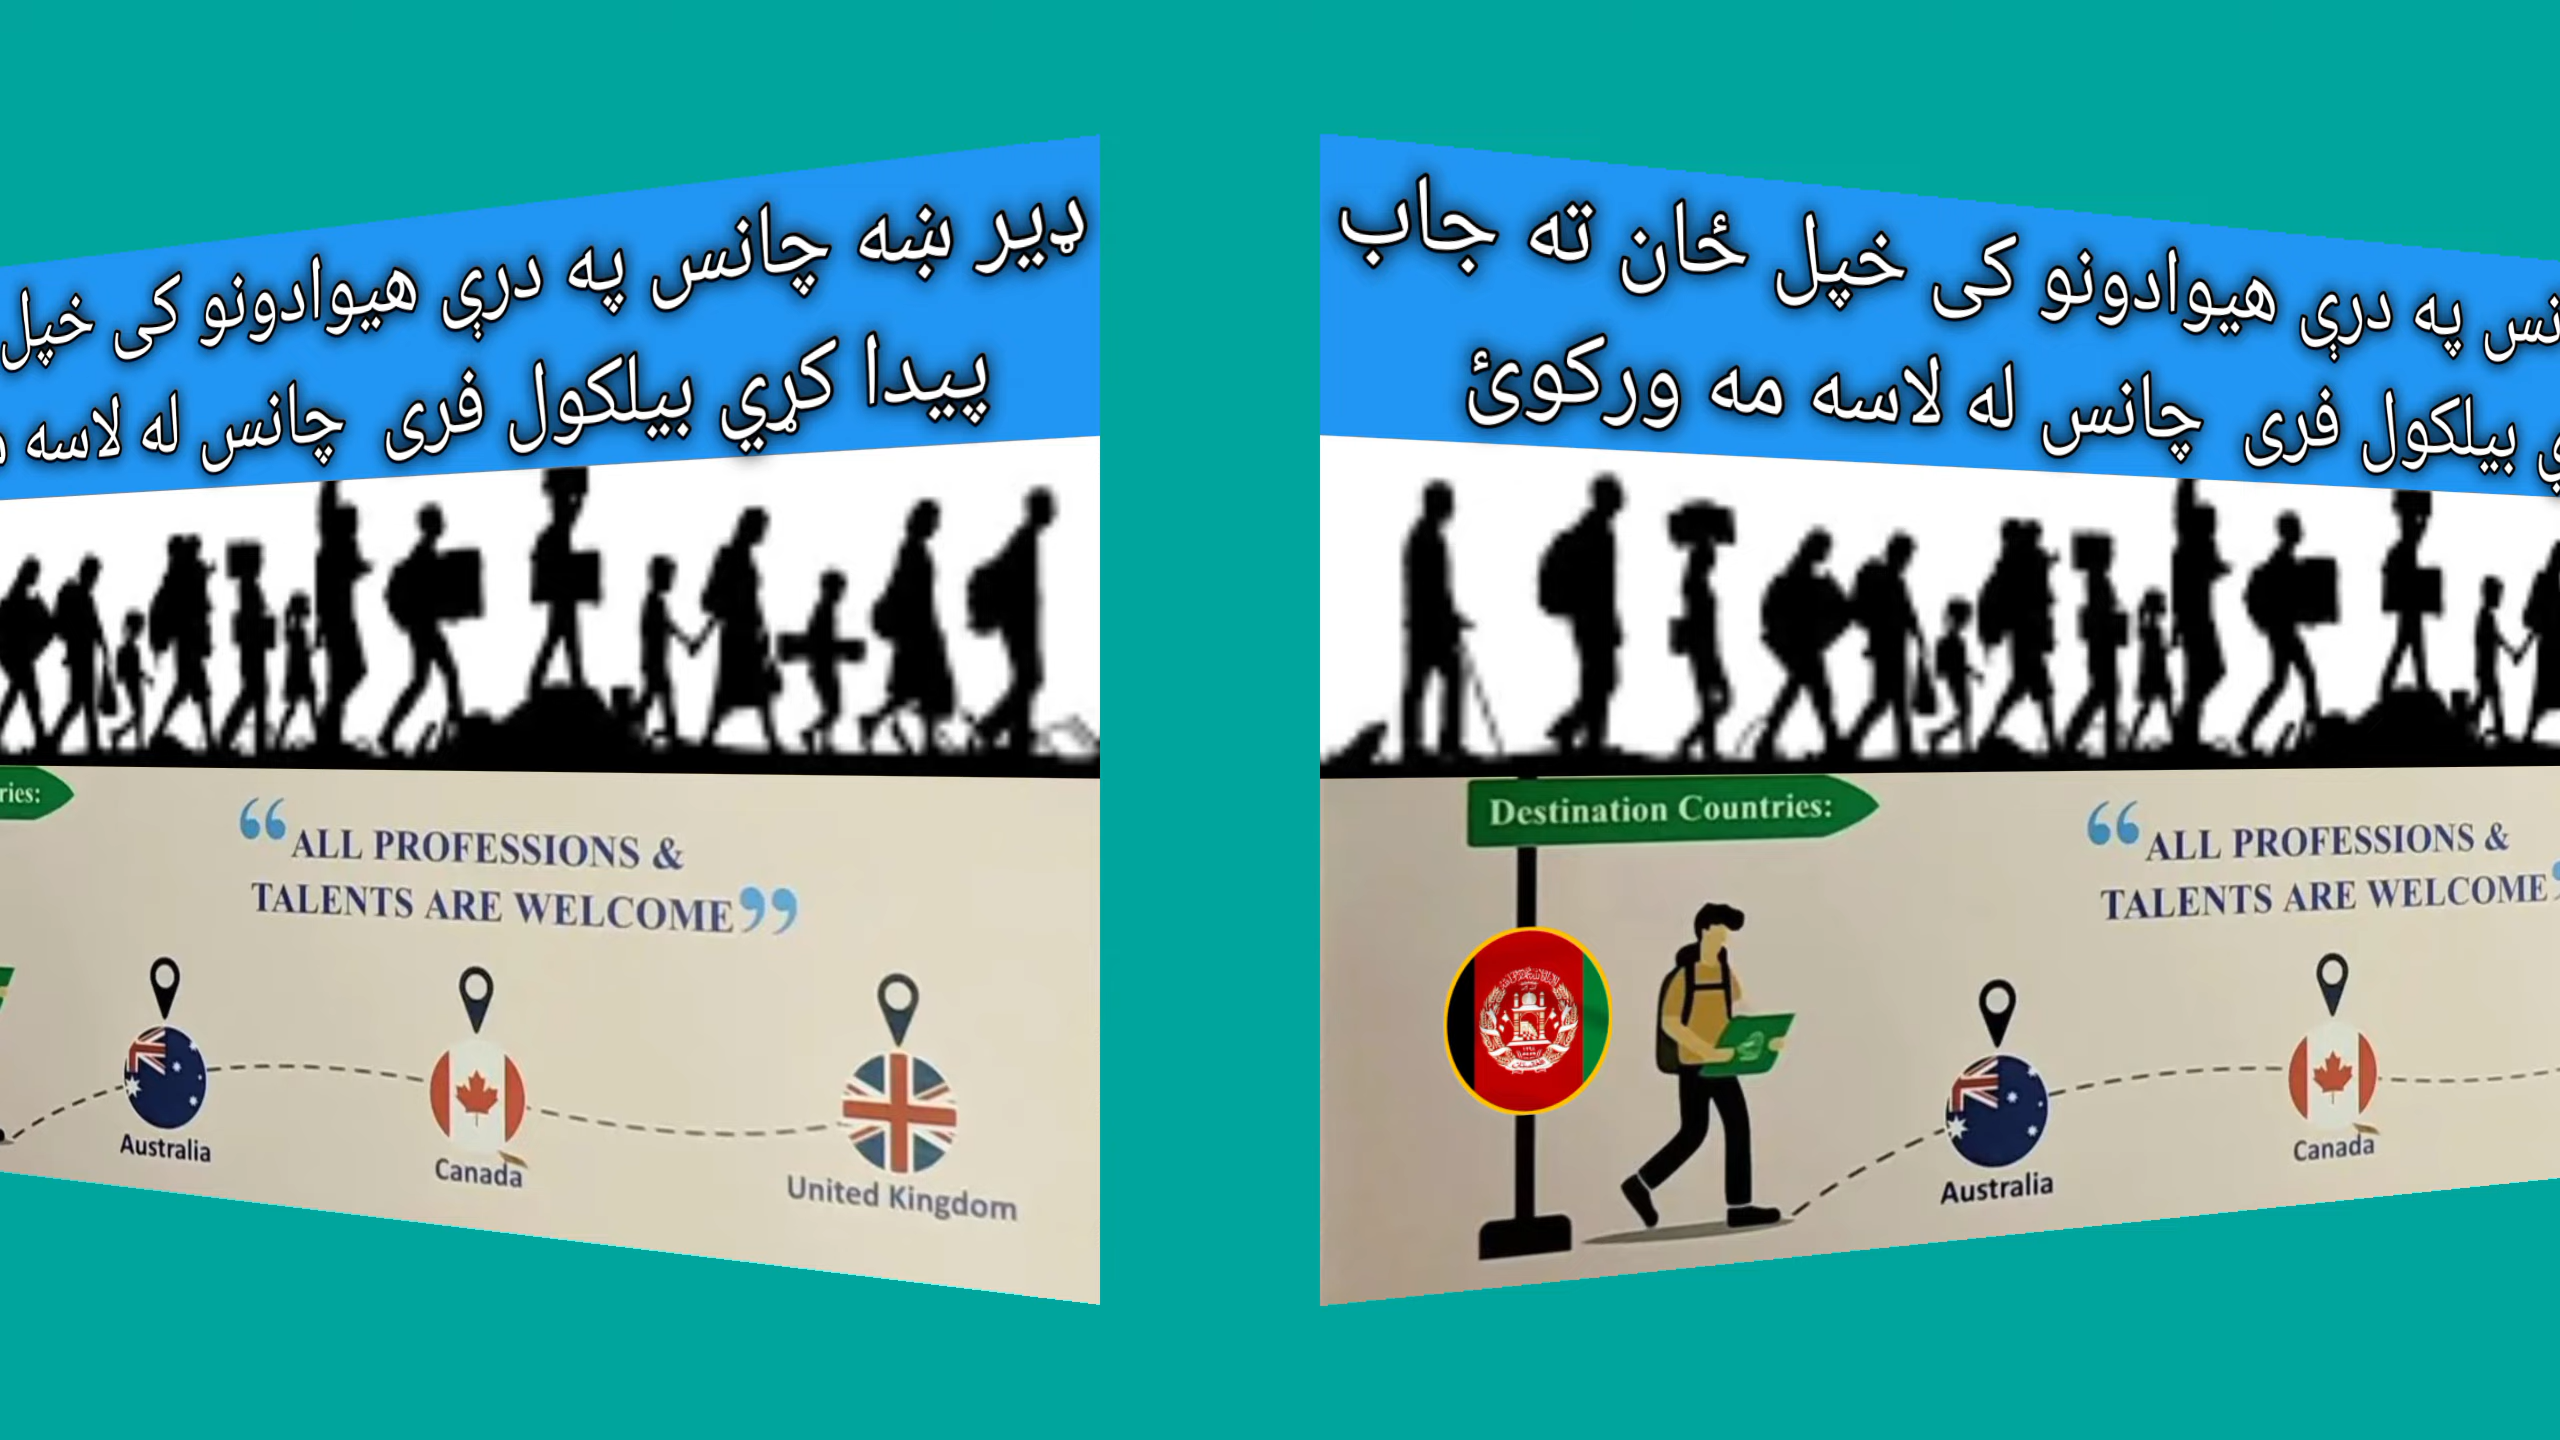 ډیر ښه چانس په درې هیوادونو کی خپل
پیدا کړي بیلکول فری چانس له لاسه
ries:
“ALL PROFESSIONS &
TALENTS ARE WELCOME”
Australia
Canada
United Kingdom
په درې هیوادونو کی خپل ځان ته جاب
بیلکول فری چانس له لاسه مه ورکوئ
Destination Countries:
“ALL PROFESSIONS &
TALENTS ARE WELCOME
Australia
Canada